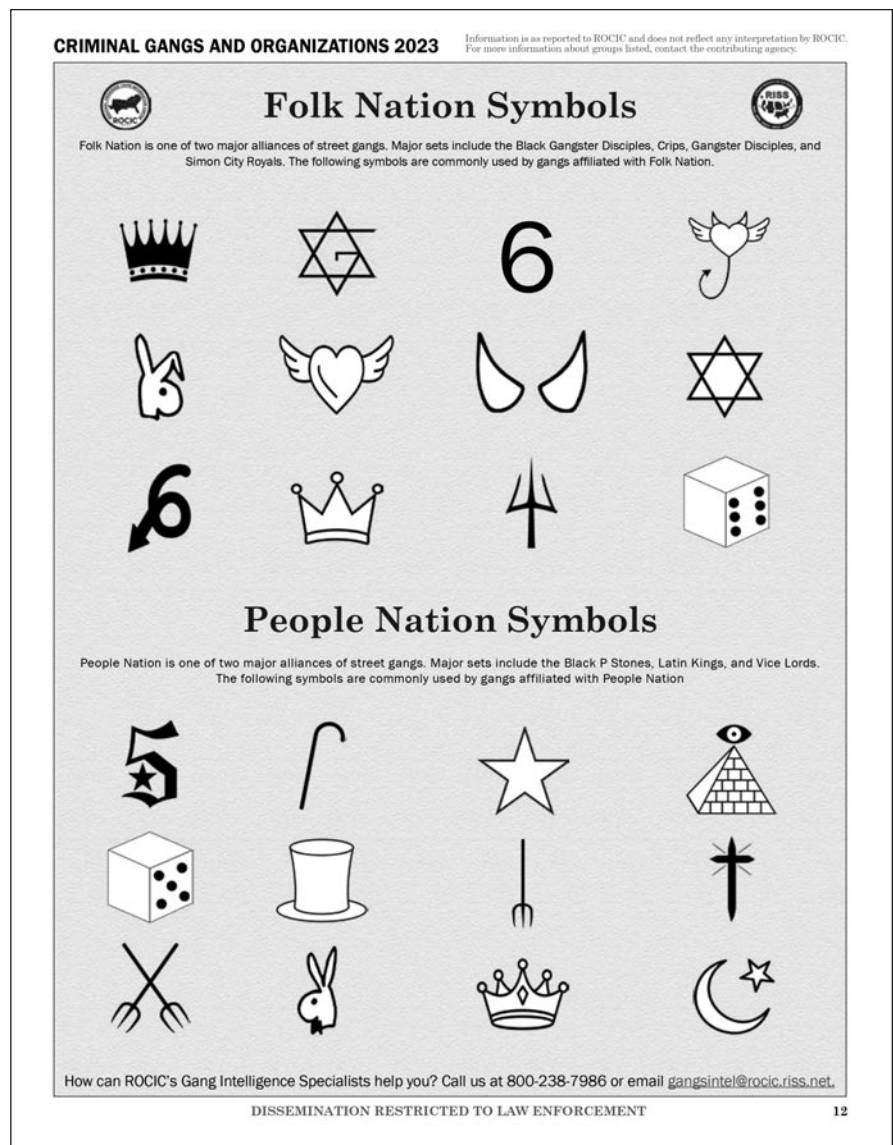 CRIMINAL GANGS AND ORGANIZATIONS 2023
Information is as reported to ROCIC and does not reflect any interpretation by ROCIC.
For more information about groups listed, contact the contributing agency.
ROCIC
Folk Nation Symbols
RISS
Folk Nation is one of two major alliances of street gangs. Major sets include the Black Gangster Disciples, Crips, Gangster Disciples, and
Simon City Royals. The following symbols are commonly used by gangs affiliated with Folk Nation.
G
6
6
People Nation Symbols
People Nation is one of two major alliances of street gangs. Major sets include the Black P Stones, Latin Kings, and Vice Lords.
The following symbols are commonly used by gangs affiliated with People Nation
5
How can ROCIC's Gang Intelligence Specialists help you? Call us at 800-238-7986 or email gangsintel@rocic.riss.net.
DISSEMINATION RESTRICTED TO LAW ENFORCEMENT
12